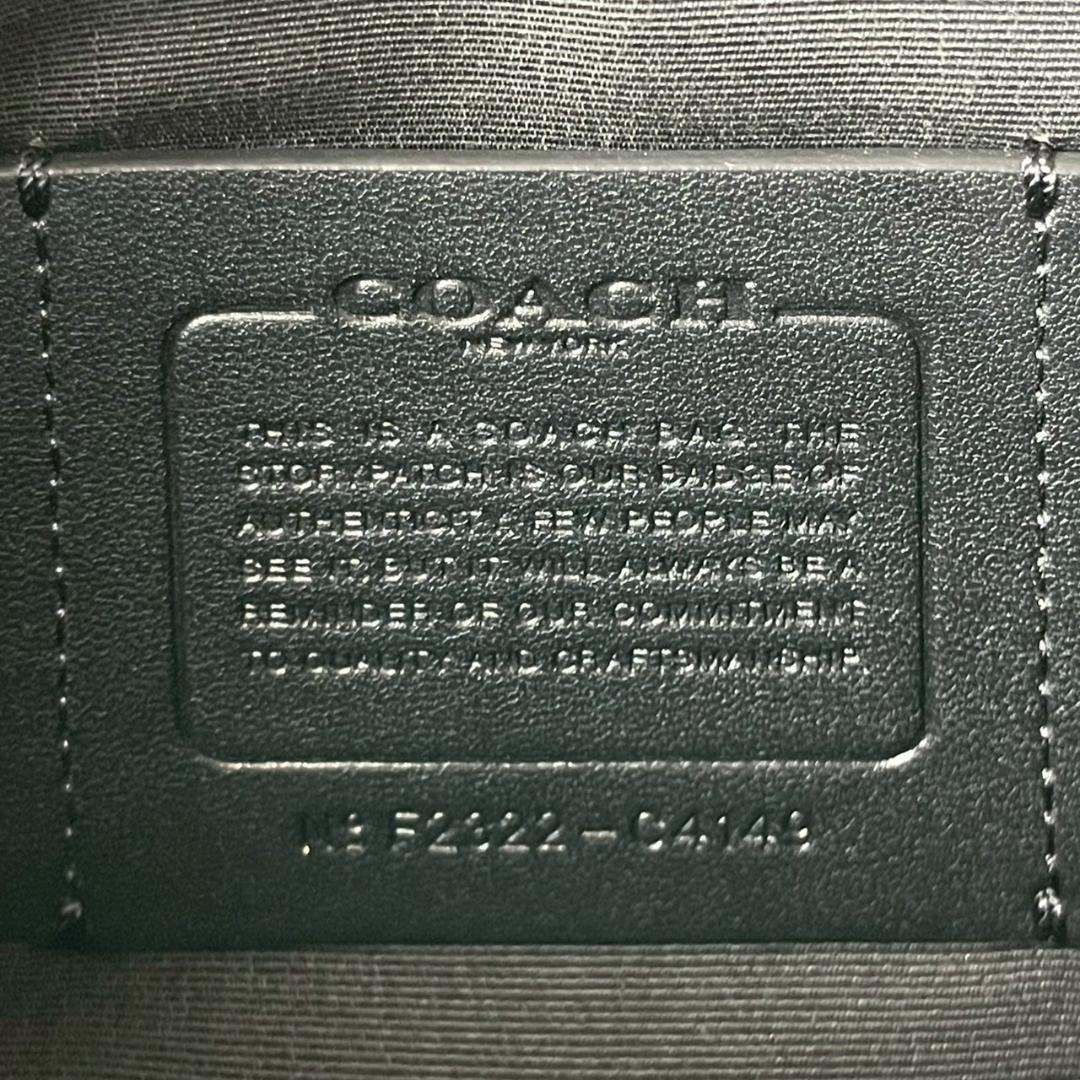 COACH
NEW YORK
THIS IS A COACH BAG. THE
STORYPATCH IS OUR BADGE OF
AUTHENTICITY. A FEW PEOPLE MAY
SEE IT, BUT IT WILL ALWAYS BE A
REMINDER OF OUR COMMITMENT
TO QUALITY AND CRAFTSMANSHIP.
Nº F2322-C4149